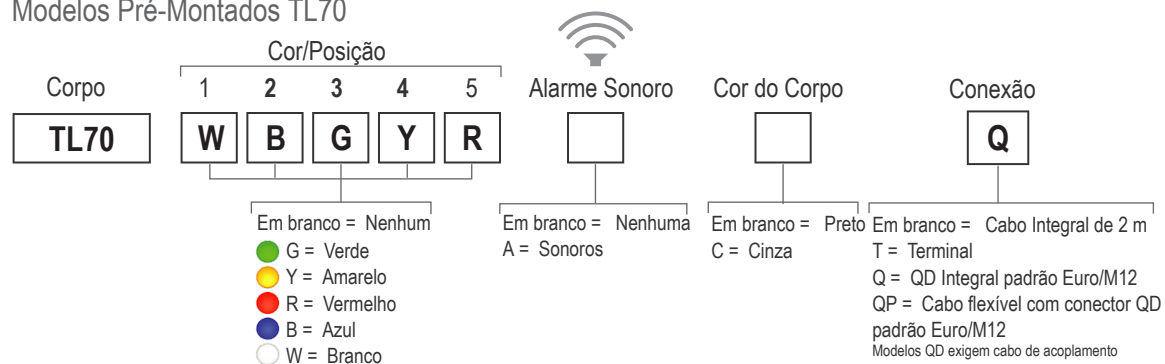 Modelos Pré-Montados TL70
Cor/Posição
Corpo 1 2 3 4 5 Alarme Sonoro Cor do Corpo Conexão
TL70 W B G Y R Q
Em branco = Nenhum
G = Verde
Y = Amarelo
R = Vermelho
B = Azul
W = Branco
Em branco = Nenhuma
A = Sonoros
Em branco = Preto
C = Cinza
Em branco = Cabo Integral de 2 m
T = Terminal
Q = QD Integral padrão Euro/M12
QP = Cabo flexível com conector QD
padrão Euro/M12
Modelos QD exigem cabo de acoplamento